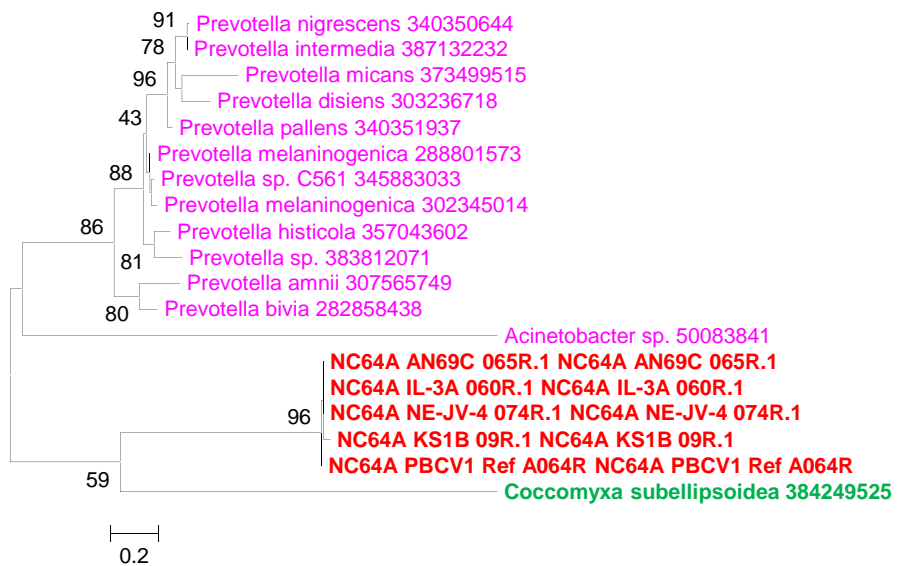 91
Prevotella nigrescens 340350644
78
Prevotella intermedia 387132232
Prevotella micans 373499515
96
Prevotella disiens 303236718
43
Prevotella pallens 340351937
Prevotella melaninogenica 288801573
88
Prevotella sp. C561 345883033
Prevotella melaninogenica 302345014
86
Prevotella histicola 357043602
81
Prevotella sp. 383812071
Prevotella amnii 307565749
80
Prevotella bivia 282858438
Acinetobacter sp. 50083841
NC64A AN69C 065R.1 NC64A AN69C 065R.1
NC64A IL-3A 060R.1 NC64A IL-3A 060R.1
96
NC64A NE-JV-4 074R.1 NC64A NE-JV-4 074R.1
NC64A KS1B 09R.1 NC64A KS1B 09R.1
NC64A PBCV1 Ref A064R NC64A PBCV1 Ref A064R
59
Coccomyxa subellipsoidea 384249525
0.2